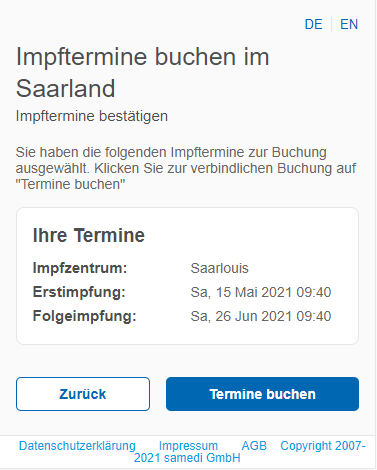 DE | EN
Impftermine buchen im
Saarland
Impftermine bestätigen
Sie haben die folgenden Impftermine zur Buchung
ausgewählt. Klicken Sie zur verbindlichen Buchung auf
"Termine buchen"
Ihre Termine
Impfzentrum: Saarlouis
Erstimpfung: Sa, 15 Mai 2021 09:40
Folgeimpfung: Sa, 26 Jun 2021 09:40
Zurück Termine buchen
Datenschutzerklärung Impressum AGB Copyright 2007-
2021 samedi GmbH